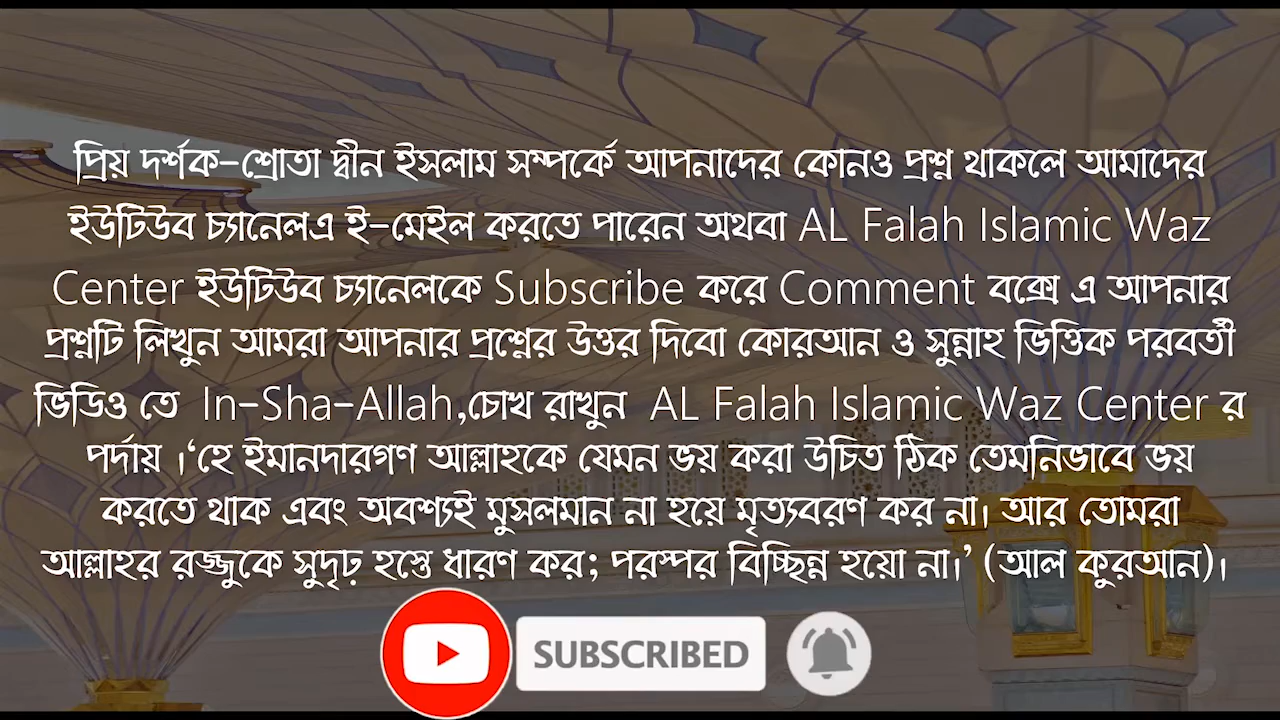 প্রিয় দর্শক-শ্রোতা দ্বীন ইসলাম সম্পর্কে আপনাদের কোনও প্রশ্ন থাকলে আমাদের
ইউটিউব চ্যানেলএ ই-মেইল করতে পারেন অথবা AL Falah Islamic Waz
Center ইউটিউব চ্যানেলকে Subscribe করে Comment বক্সে এ আপনার
প্রশ্নটি লিখুন আমরা আপনার প্রশ্নের উত্তর দিবো কোরআন ও সুন্নাহ ভিত্তিক পরবর্তী
ভিডিও তে In-Sha-Allah,চোখ রাখুন AL Falah Islamic Waz Center র
পর্দায় ।‘হে ইমানদারগণ আল্লাহকে যেমন ভয় করা উচিত ঠিক তেমনিভাবে ভয়
করতে থাক এবং অবশ্যই মুসলমান না হয়ে মৃত্যবরণ কর না। আর তোমরা
আল্লাহর রজ্জুকে সুদৃঢ় হস্তে ধারণ কর; পরস্পর বিচ্ছিন্ন হয়ো না।’ (আল কুরআন)।
SUBSCRIBED